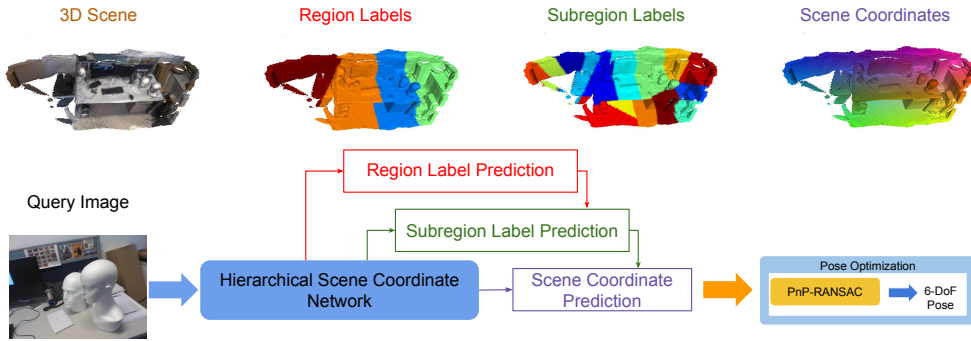 3D Scene
Region Labels
Subregion Labels
Scene Coordinates
Region Label Prediction
Query Image
Subregion Label Prediction
Hierarchical Scene Coordinate
Network
Scene Coordinate
Prediction
Pose Optimization
PnP-RANSAC
6-DoF
Pose